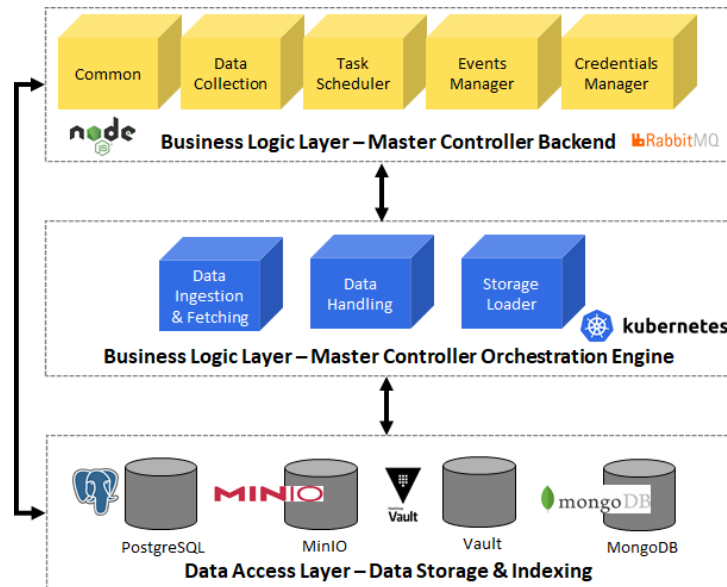 Common
Data
Collection
Task
Scheduler
Events
Manager
Credentials
Manager
node
JS
Business Logic Layer – Master Controller Backend
RabbitMQ
Data
Ingestion
& Fetching
Data
Handling
Storage
Loader
kubernetes
Business Logic Layer – Master Controller Orchestration Engine
MINIO
Vault
mongoDB
PostgreSQL
MinIO
Vault
MongoDB
Data Access Layer – Data Storage & Indexing